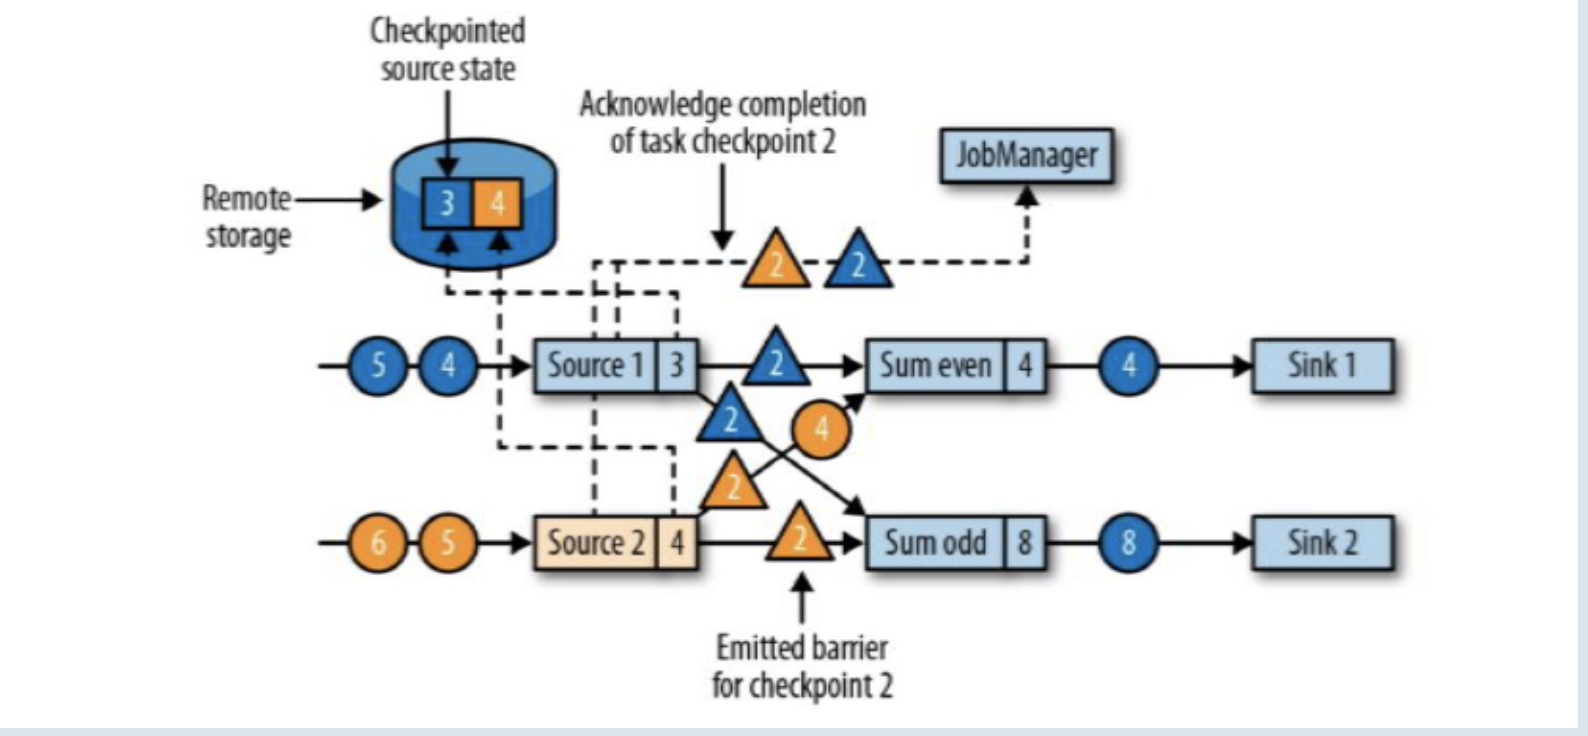 Checkpointed
source state
Acknowledge completion
of task checkpoint 2
JobManager
Remote
storage
3 4
2 2
5 4 Source 1 3 2 Sum even 4 4 Sink 1
2 4
2
6 5 Source 2 4 2 Sum odd 8 8 Sink 2
Emitted barrier
for checkpoint 2